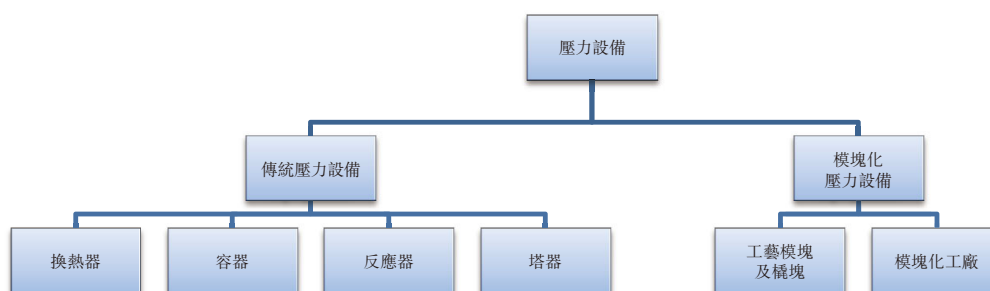 壓力設備
傳統壓力設備
模塊化
壓力設備
換熱器
容器
反應器
塔器
工藝模塊
及橇塊
模塊化工廠